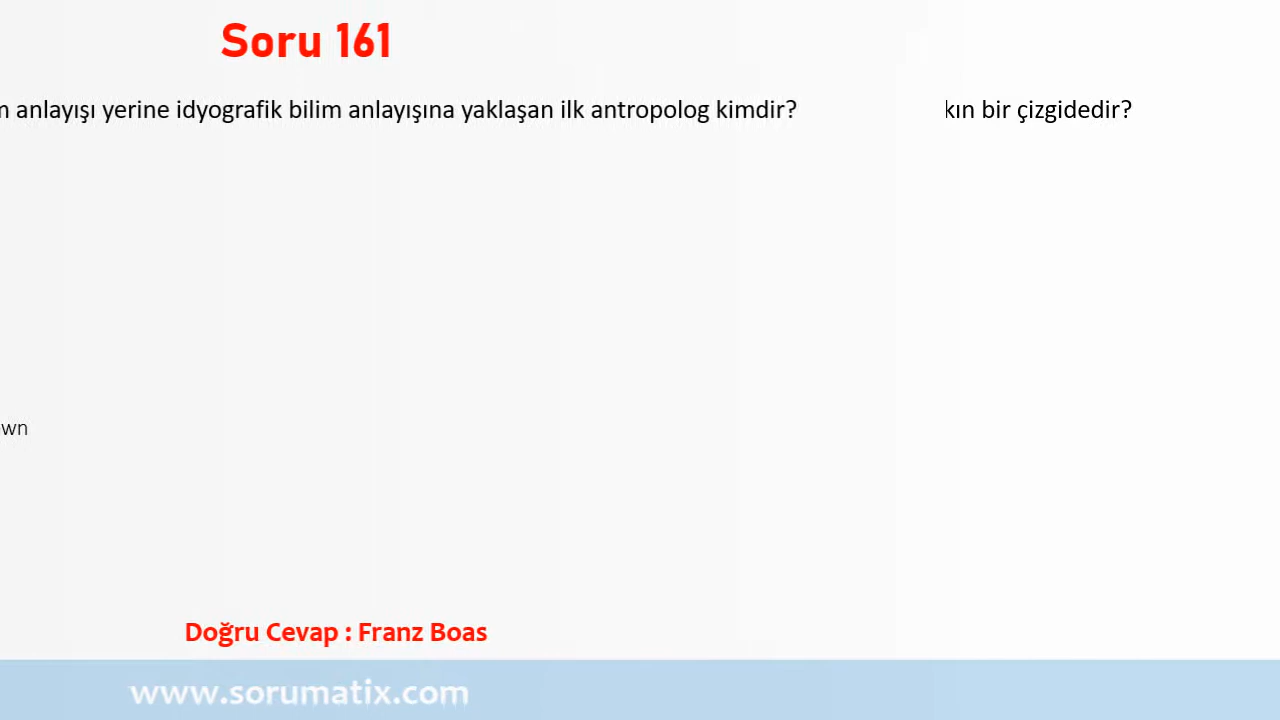 Soru 161
anlayışı yerine idyografik bilim anlayışına yaklaşan ilk antropolog kimdir? kın bir çizgidedir?
wn
Doğru Cevap : Franz Boas
www.sorumatix.com